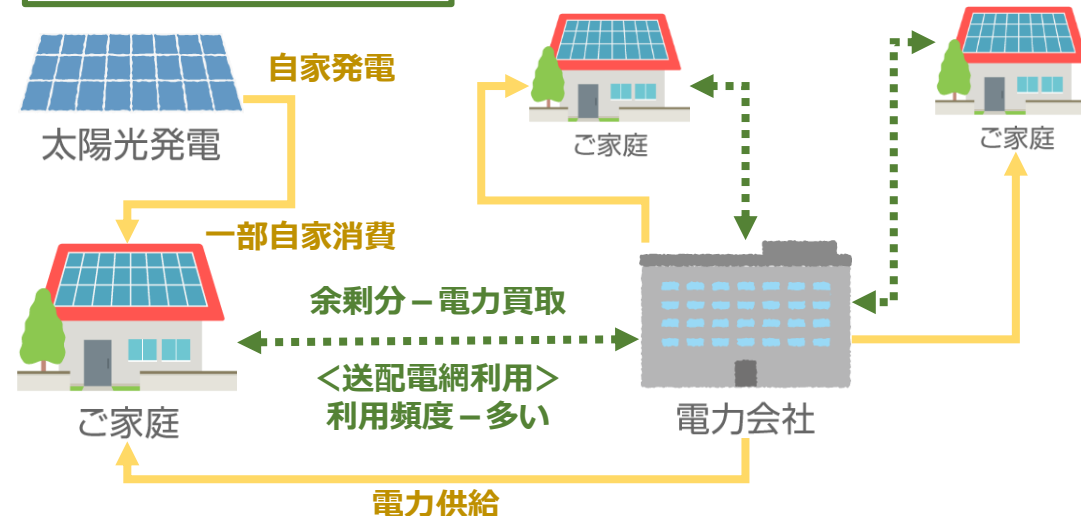 自家発電
太陽光発電
ご家庭
ご家庭
一部自家消費
余剰分－電力買取
＜送配電網利用＞
利用頻度－多い
ご家庭
電力会社
電力供給